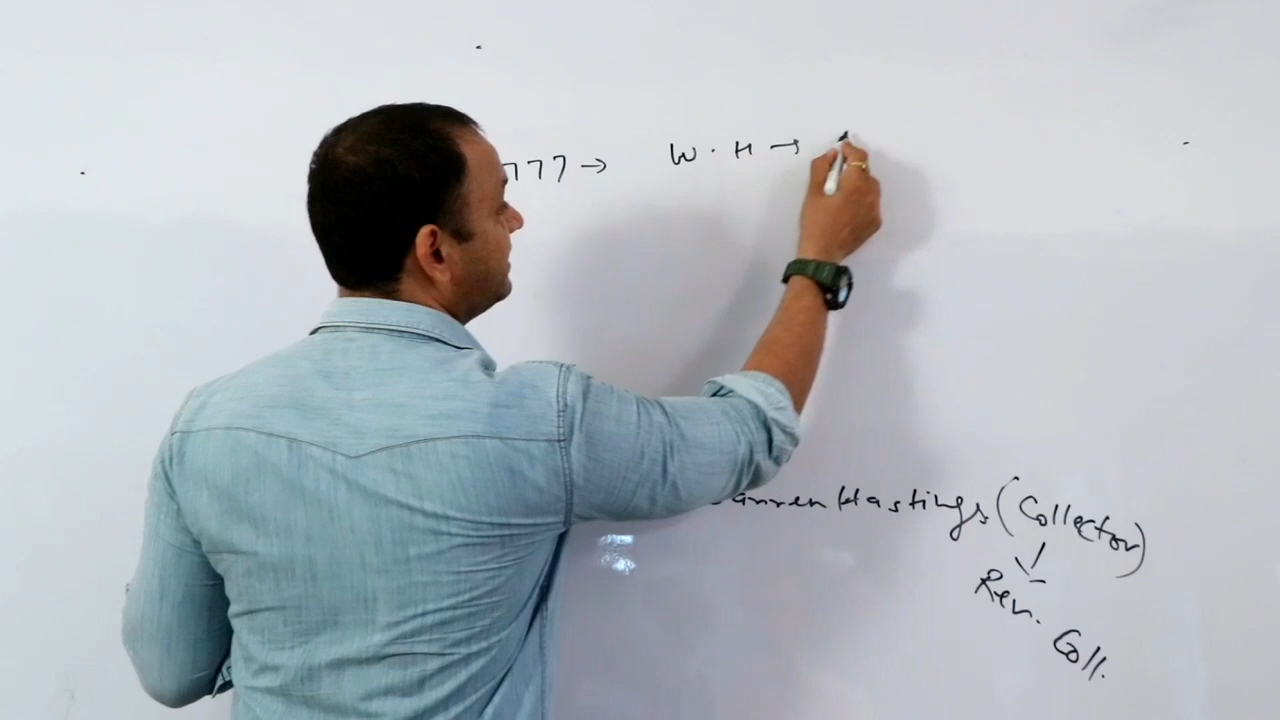 777 → W.H →
Hastings (Collector)
Rev. Coll.